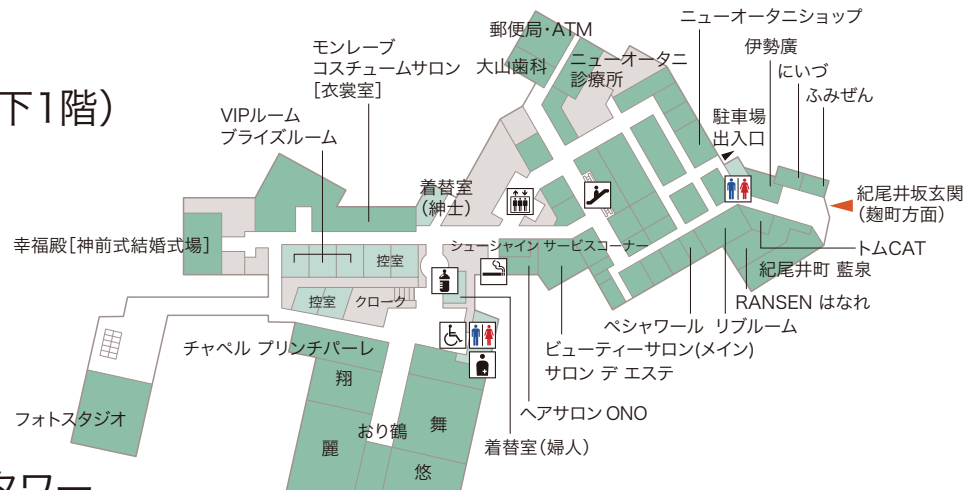 下1階）
郵便局・ATM
大山歯科
ニューオータニ
診療所
ニューオータニショップ
伊勢廣
にいづ
ふみぜん
モンレーブ
コスチュームサロン
[衣裳室]
VIPルーム
ブライズルーム
駐車場
出入口
着替室
（紳士）
紀尾井坂玄関
（麹町方面）
幸福殿[神前式結婚式場]
控室
シューシャイン サービスコーナー
トムCAT
紀尾井町 藍泉
控室
クローク
RANSEN はなれ
ペシャワール
リブルーム
チャペル プリンチパーレ
ビューティーサロン(メイン)
サロン デ エステ
翔
フォトスタジオ
おり鶴
舞
ヘアサロン ONO
麗
着替室（婦人）
悠
タワー